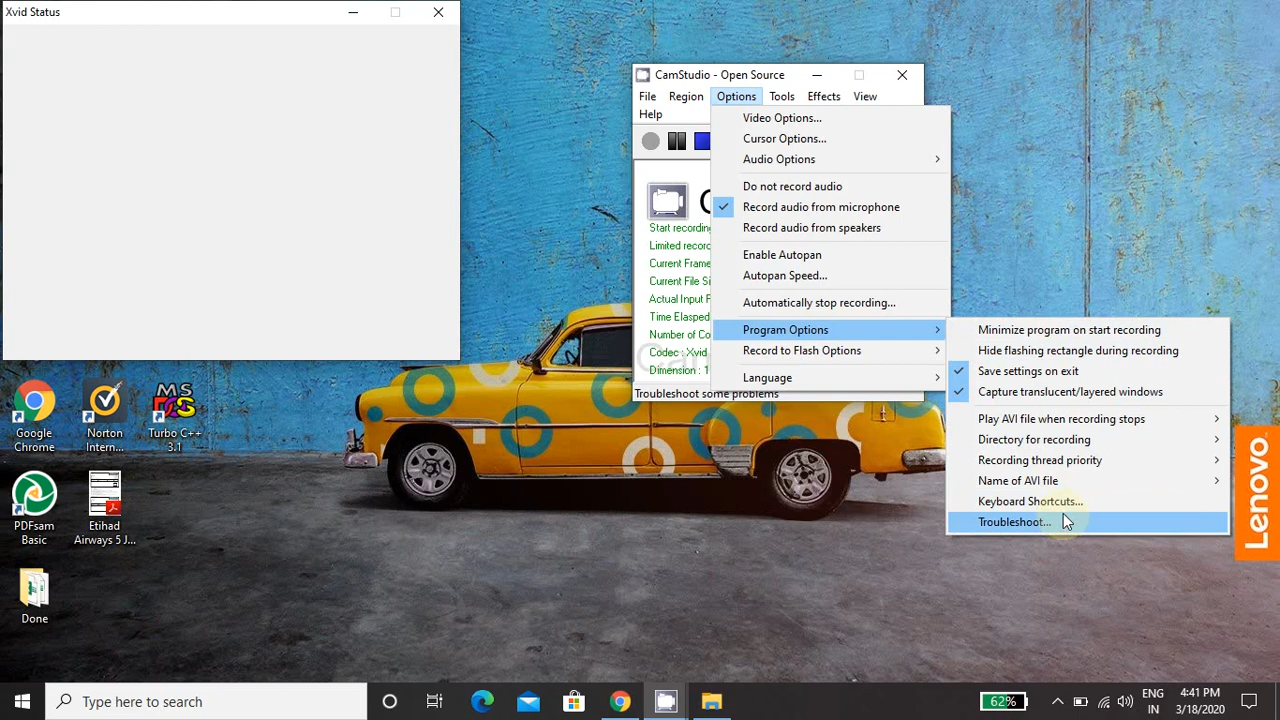 Xvid Status
CamStudio - Open Source
File Region Options Tools Effects View
Help
Start recording
Limited record
Current Frame
Current File Si
Actual Input F
Time Elasped
Number of Co
Codec : Xvid
Dimension : 1
Troubleshoot some problems
Video Options...
Cursor Options...
Audio Options
Do not record audio
Record audio from microphone
Record audio from speakers
Enable Autopan
Autopan Speed...
Automatically stop recording...
Program Options
Record to Flash Options
Language
Minimize program on start recording
Hide flashing rectangle during recording
Save settings on exit
Capture translucent/layered windows
Play AVI file when recording stops
Directory for recording
Recording thread priority
Name of AVI file
Keyboard Shortcuts...
Troubleshoot...
Lenovo
Google
Chrome
Norton
Intern...
MS
DOS
Turbo C++
3.1
PDFsam
Basic
Etihad
Airways 5 J...
Done
Type here to search
62%
ENG
IN
4:41 PM
3/18/2020